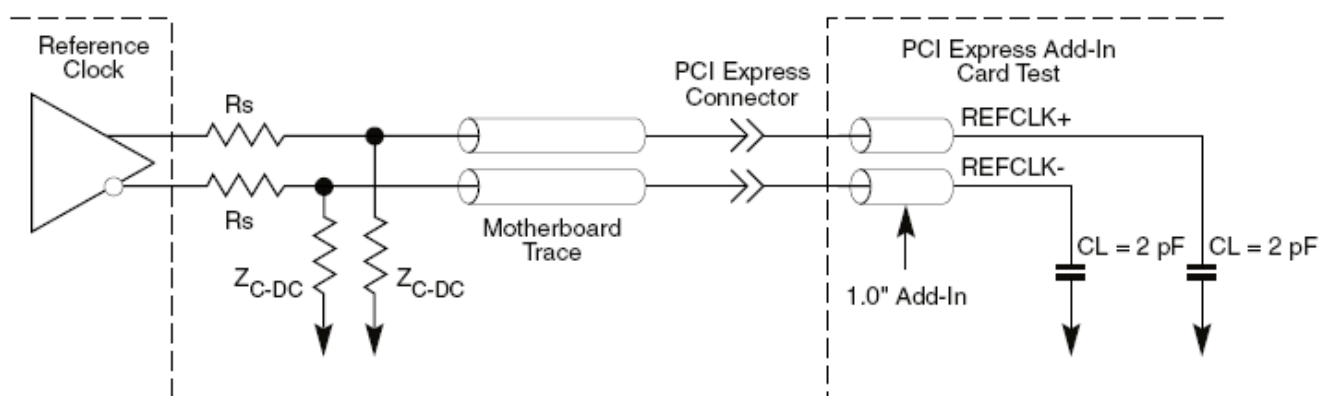 Reference
Clock
Rs
Rs
Z_C-DC
Z_C-DC
Motherboard
Trace
PCI Express
Connector
PCI Express Add-In
Card Test
REFCLK+
REFCLK-
1.0" Add-In
CL = 2 pF
CL = 2 pF